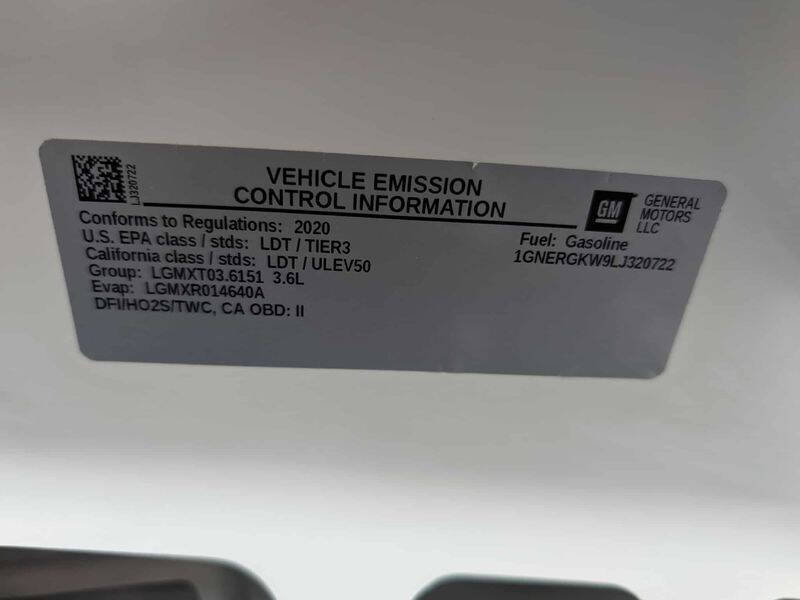 LJ320722
VEHICLE EMISSION
CONTROL INFORMATION
GM
GENERAL
MOTORS
LLC
Conforms to Regulations: 2020
U.S. EPA class / stds: LDT / TIER3
California class / stds: LDT / ULEV50
Group: LGMXT03.6151 3.6L
Evap: LGMXR014640A
DFI/HO2S/TWC, CA OBD: II
Fuel: Gasoline
1GNERGKW9LJ320722